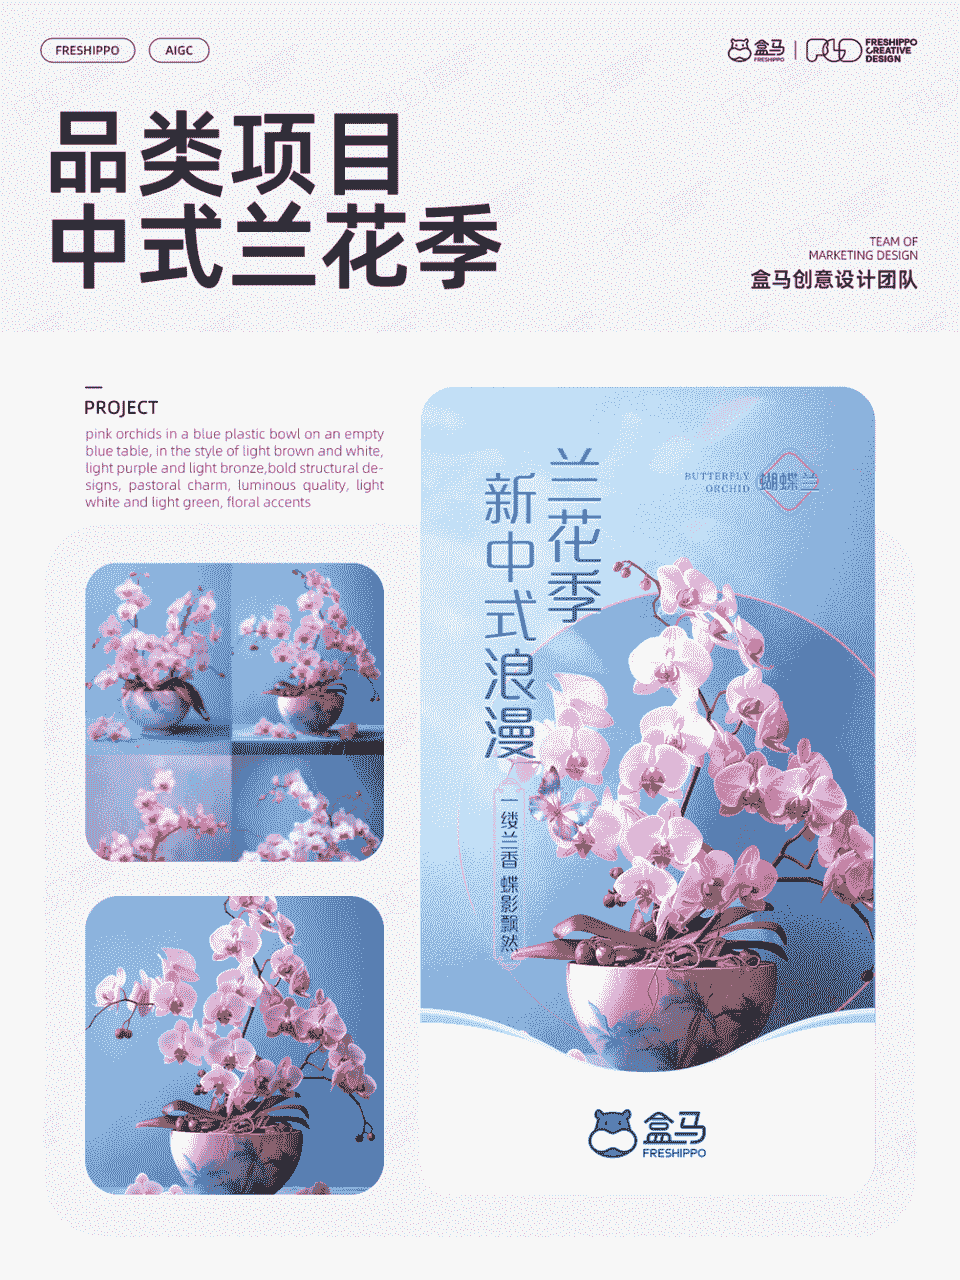 FRESHIPPO
AIGC
盒马
FRESHIPPO
FCD
FRESHIPPO
CREATIVE
DESIGN
品类项目
中式兰花季
TEAM OF
MARKETING DESIGN
盒马创意设计团队
PROJECT
pink orchids in a blue plastic bowl on an empty
blue table, in the style of light brown and white,
light purple and light bronze,bold structural de-
signs, pastoral charm, luminous quality, light
white and light green, floral accents
兰花季
新中式浪漫
BUTTERFLY
ORCHID
蝴蝶兰
一缕兰香 蝶影飘然
盒马
FRESHIPPO